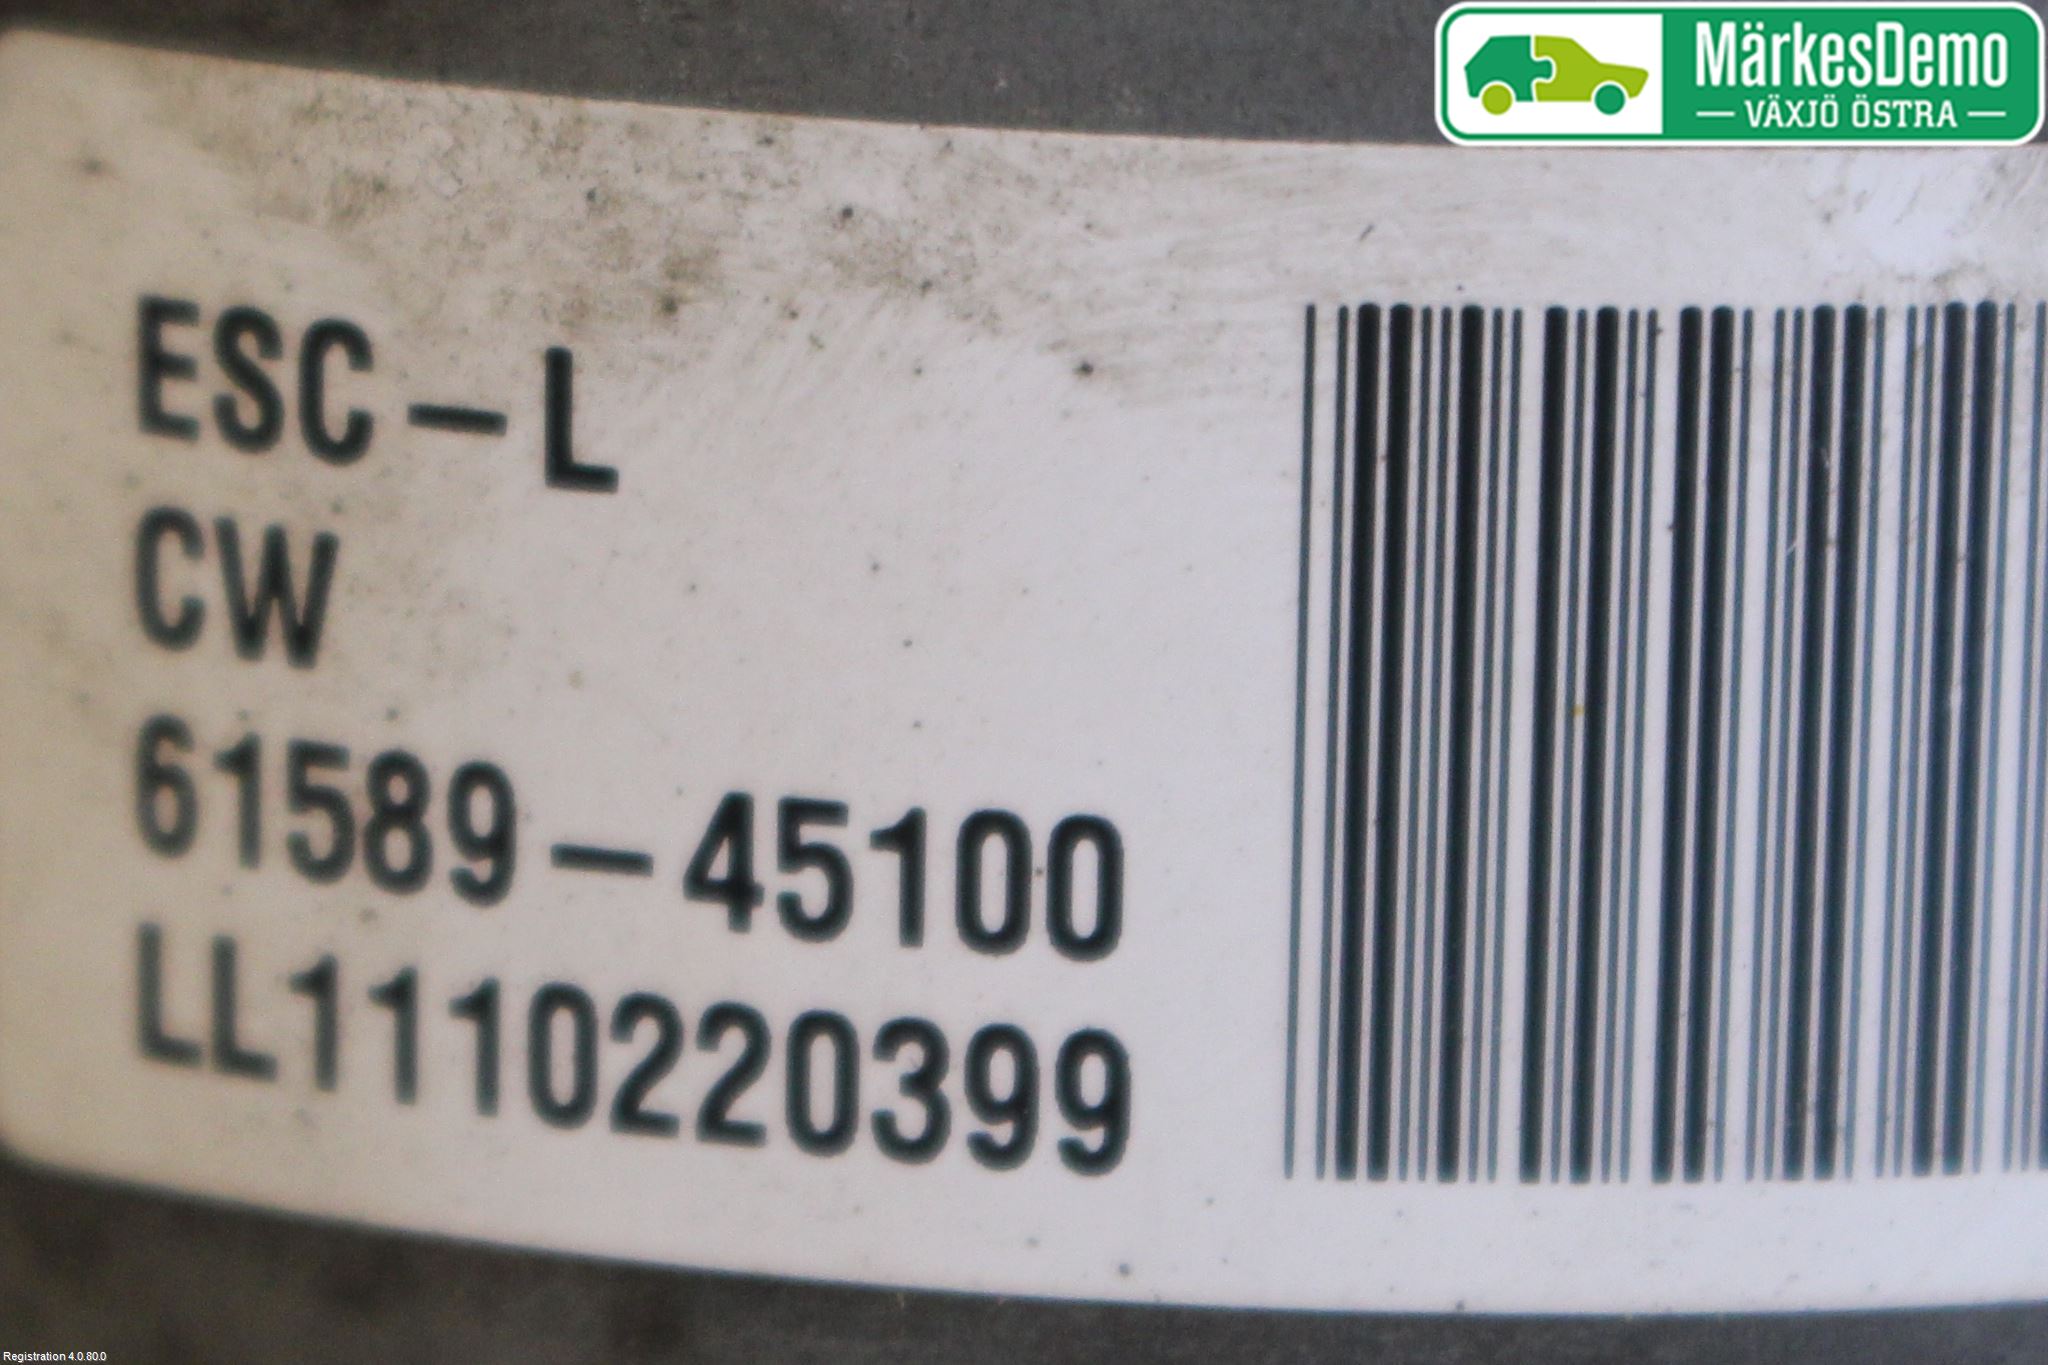 MärkesDemo
— VÄXJÖ ÖSTRA —
ESC-L
CW
61589-45100
LL1110220399
Registration 4.0.80.0